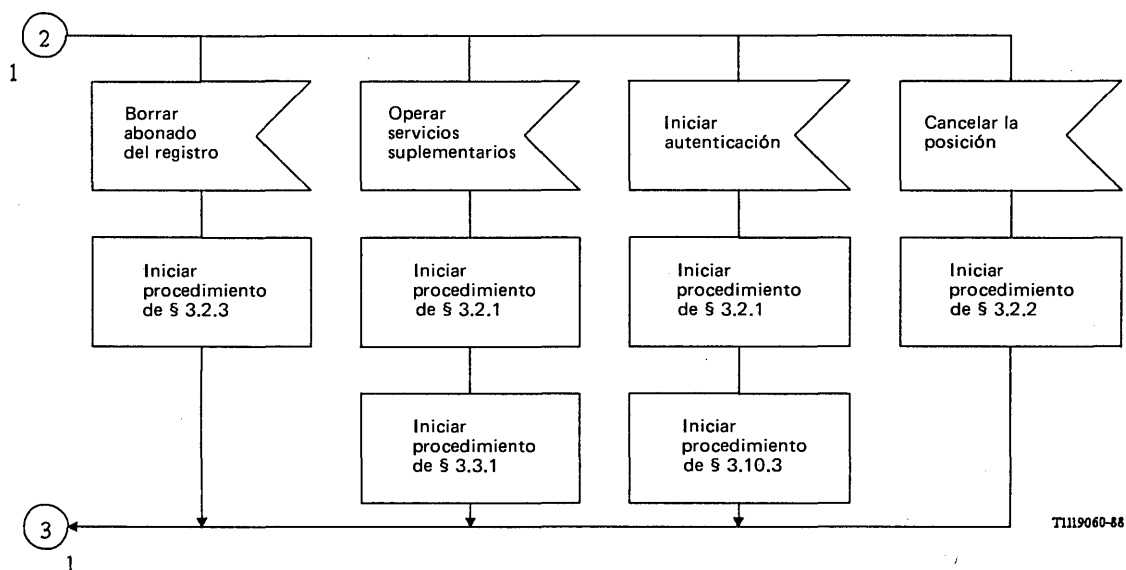 2
1
Borrar
abonado
del registro
Operar
servicios
suplementarios
Iniciar
autenticación
Cancelar la
posición
Iniciar
procedimiento
de § 3.2.3
Iniciar
procedimiento
de § 3.2.1
Iniciar
procedimiento
de § 3.2.1
Iniciar
procedimiento
de § 3.2.2
Iniciar
procedimiento
de § 3.3.1
Iniciar
procedimiento
de § 3.10.3
3
1
T1119060-88